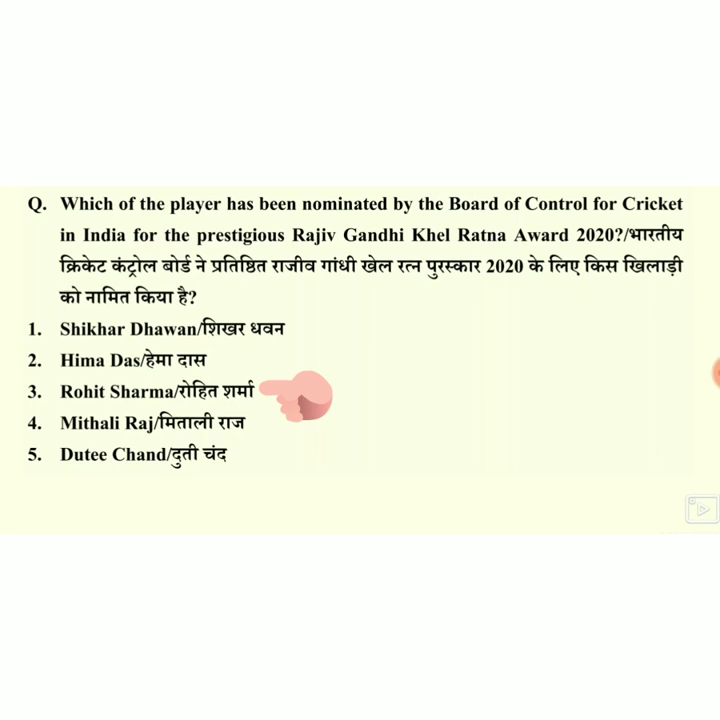 Q. Which of the player has been nominated by the Board of Control for Cricket
in India for the prestigious Rajiv Gandhi Khel Ratna Award 2020?/भारतीय
क्रिकेट कंट्रोल बोर्ड ने प्रतिष्ठित राजीव गांधी खेल रत्न पुरस्कार 2020 के लिए किस खिलाड़ी
को नामित किया है?
1. Shikhar Dhawan/शिखर धवन
2. Hima Das/हेमा दास
3. Rohit Sharma/रोहित शर्मा
4. Mithali Raj/मिताली राज
5. Dutee Chand/दुती चंद